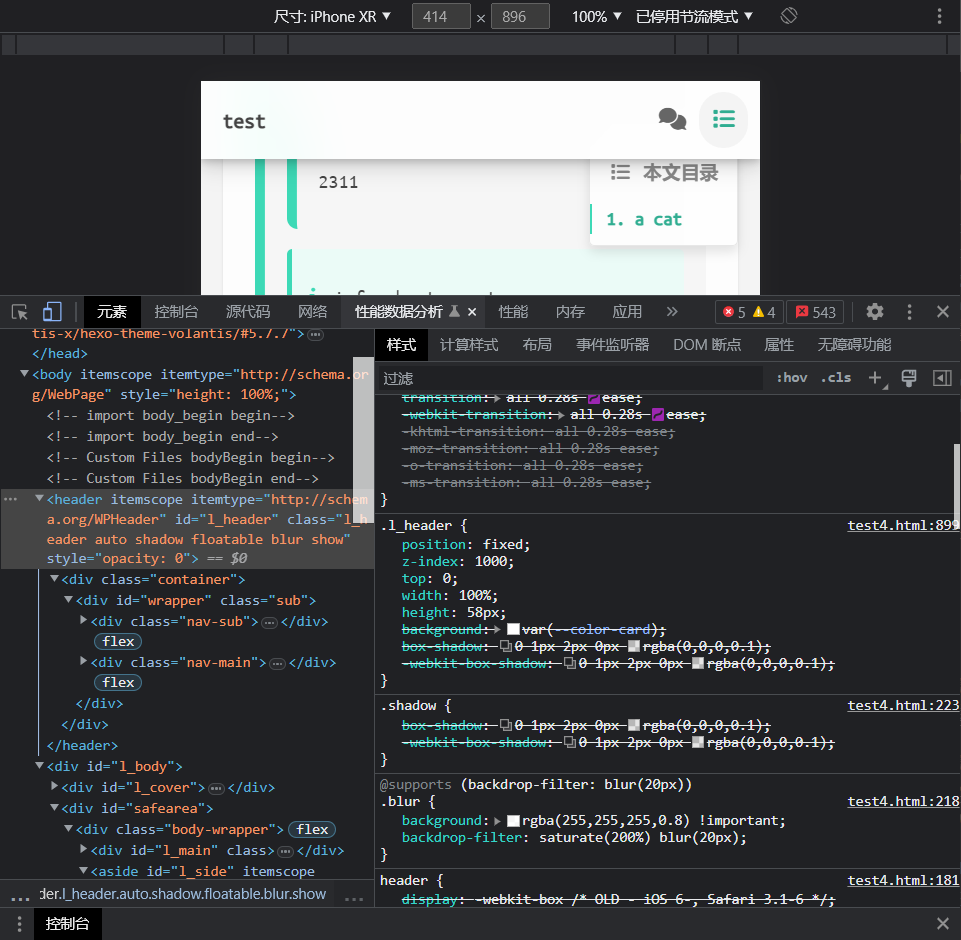 尺寸: iPhone XR ▼ 414 × 896 100% ▼ 已停用节流模式 ▼
test
2311
本文目录
1. a cat
元素 控制台 源代码 网络 性能数据分析 × 性能 内存 应用 » 5 4 543
tis-x/hexo-theme-volantis/#5.7.7">
</head>
<body itemscope itemtype="http://schema.or
g/WebPage" style="height: 100%;">
<!-- import body_begin begin-->
<!-- import body_begin end-->
<!-- Custom Files bodyBegin begin-->
<!-- Custom Files bodyBegin end-->
<header itemscope itemtype="http://schem
a.org/WPHeader" id="l_header" class="l_h
eader auto shadow floatable blur show"
style="opacity: 0"> == $0
<div class="container">
<div id="wrapper" class="sub">
<div class="nav-sub"> </div>
flex
<div class="nav-main"> </div>
flex
</div>
</div>
</header>
<div id="l_body">
<div id="l_cover"> </div>
<div id="safearea">
<div class="body-wrapper"> flex
<div id="l_main" class> </div>
<aside id="l_side" itemscope
... der.l_header.auto.shadow.floatable.blur.show ...
样式 计算样式 布局 事件监听器 DOM 断点 属性 无障碍功能
过滤 :hov .cls
transition: all 0.28s ease;
-webkit-transition: all 0.28s ease;
-khtml-transition: all 0.28s ease;
-moz-transition: all 0.28s ease;
-o-transition: all 0.28s ease;
-ms-transition: all 0.28s ease;
}
.l_header { test4.html:899
position: fixed;
z-index: 1000;
top: 0;
width: 100%;
height: 58px;
background: var(--color-card);
box-shadow: 0 1px 2px 0px rgba(0,0,0,0.1);
-webkit-box-shadow: 0 1px 2px 0px rgba(0,0,0,0.1);
}
.shadow { test4.html:223
box-shadow: 0 1px 2px 0px rgba(0,0,0,0.1);
-webkit-box-shadow: 0 1px 2px 0px rgba(0,0,0,0.1);
}
@supports (backdrop-filter: blur(20px))
.blur { test4.html:218
background: rgba(255,255,255,0.8) !important;
backdrop-filter: saturate(200%) blur(20px);
}
header { test4.html:181
display: -webkit-box /* OLD - iOS 6-, Safari 3.1-6 */;
控制台